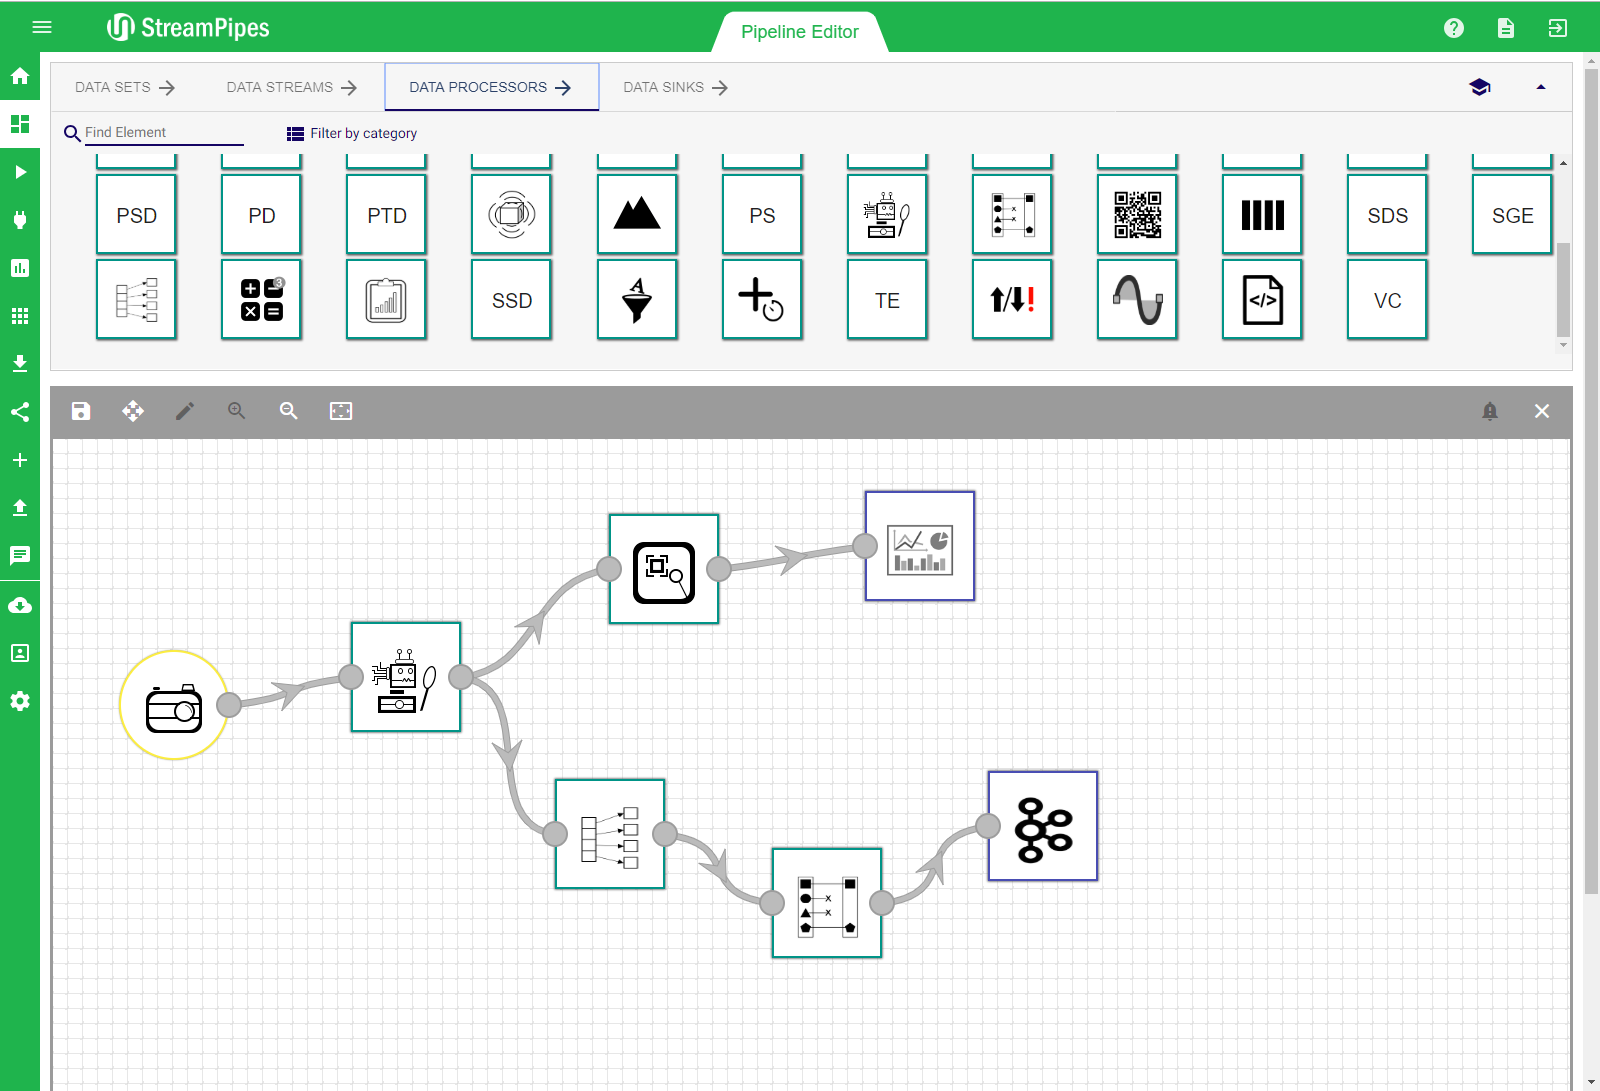 StreamPipes
Pipeline Editor
DATA SETS
DATA STREAMS
DATA PROCESSORS
DATA SINKS
Find Element
Filter by category
PSD
PD
PTD
PS
SDS
SGE
3
SSD
A
TE
!
</>
VC